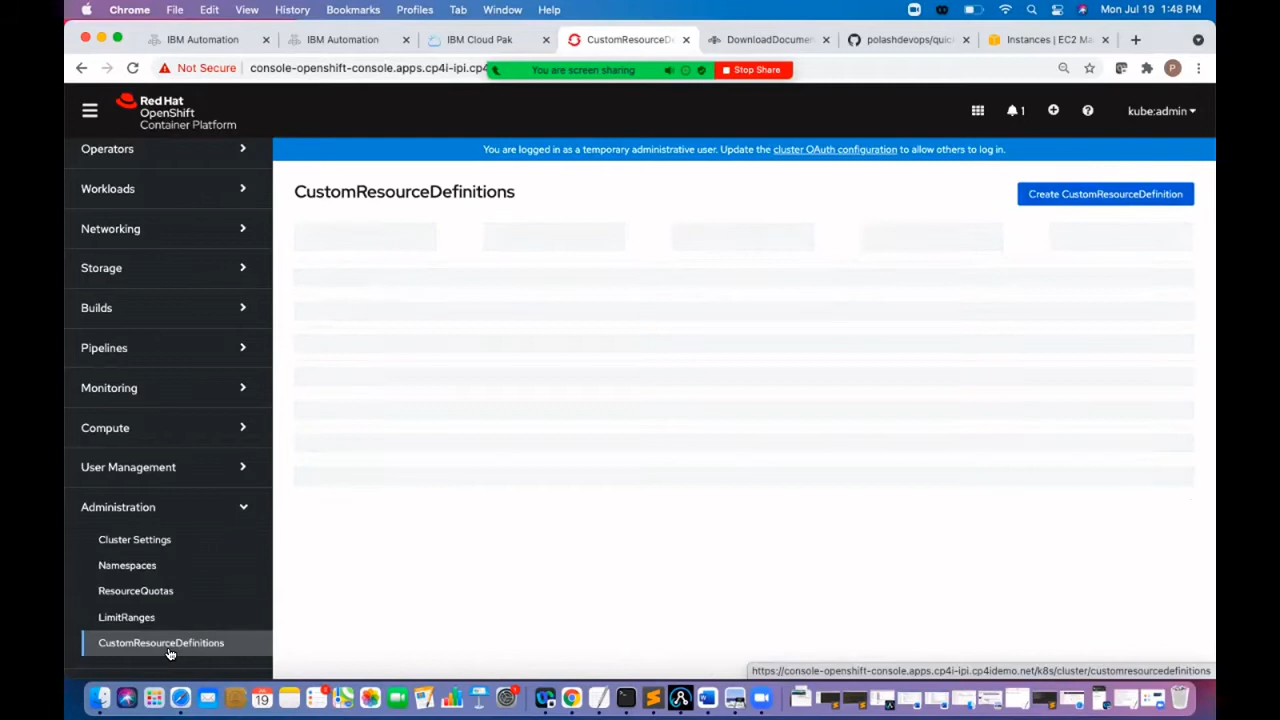 Chrome File Edit View History Bookmarks Profiles Tab Window Help Mon Jul 19 1:48 PM
IBM Automation IBM Automation IBM Cloud Pak CustomResourceD DownloadDocume polashdevops/quic Instances | EC2 Ma
Not Secure console-openshift-console.apps.cp4i-ipi.cp4 You are screen sharing Stop Share P
Red Hat
OpenShift
Container Platform
1 kube:admin
You are logged in as a temporary administrative user. Update the cluster OAuth configuration to allow others to log in.
Operators
Workloads
Networking
Storage
Builds
Pipelines
Monitoring
Compute
User Management
Administration
Cluster Settings
Namespaces
ResourceQuotas
LimitRanges
CustomResourceDefinitions
CustomResourceDefinitions
Create CustomResourceDefinition
https://console-openshift-console.apps.cp4i-ipi.cp4idemo.net/k8s/cluster/customresourcedefinitions